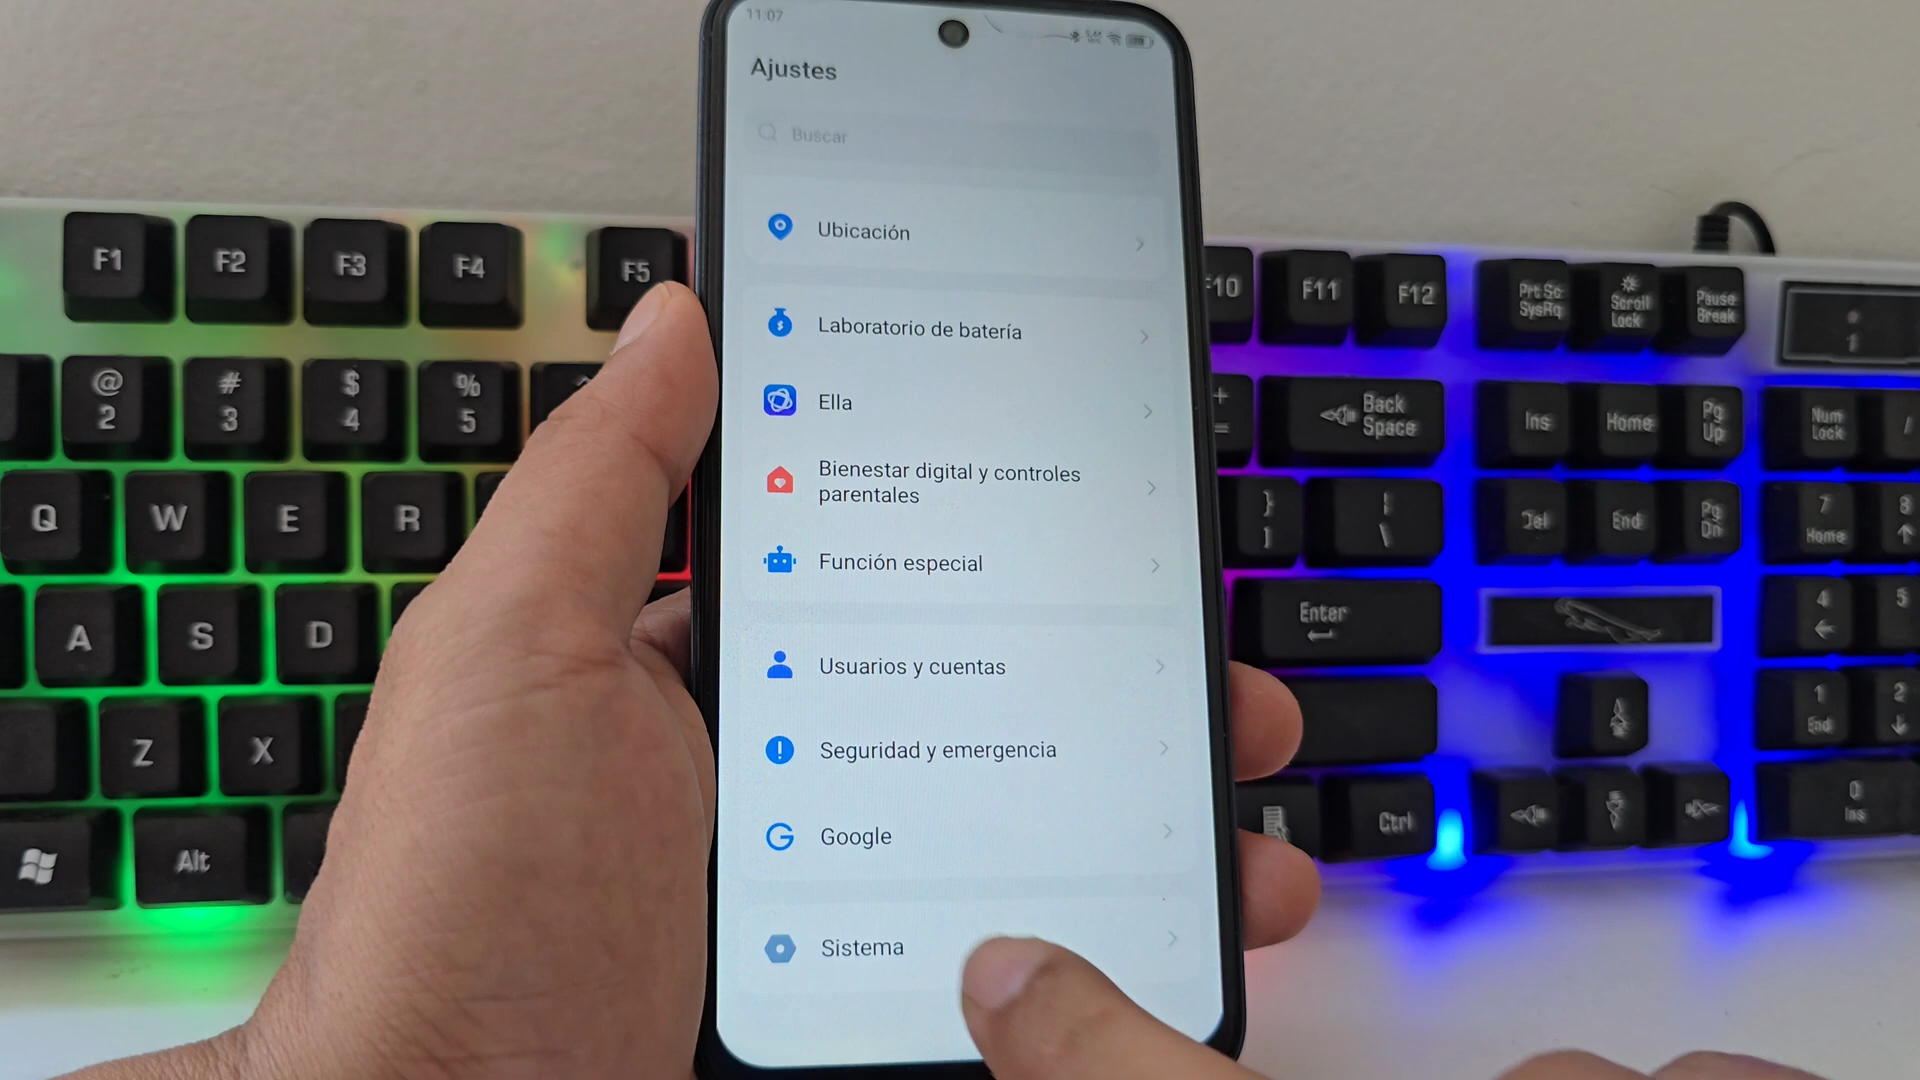 11:07
Ajustes
Buscar
Ubicación
Laboratorio de batería
Ella
Bienestar digital y controles
parentales
Función especial
Usuarios y cuentas
Seguridad y emergencia
Google
Sistema
F1 F2 F3 F4 F5
F10 F11 F12
Prt Sc
SysRq
Scroll
Lock
Pause
Break
1
@
2
#
3
$
4
%
5
+
=
Back
Space
Ins Home
Pg
Up
Num
Lock
/
Q W E R
}
]
|
\
Del End
Pg
Dn
7
Home
8
A S D
Enter
4
5
Z X
1
End
2
Alt
Ctrl
0
Ins